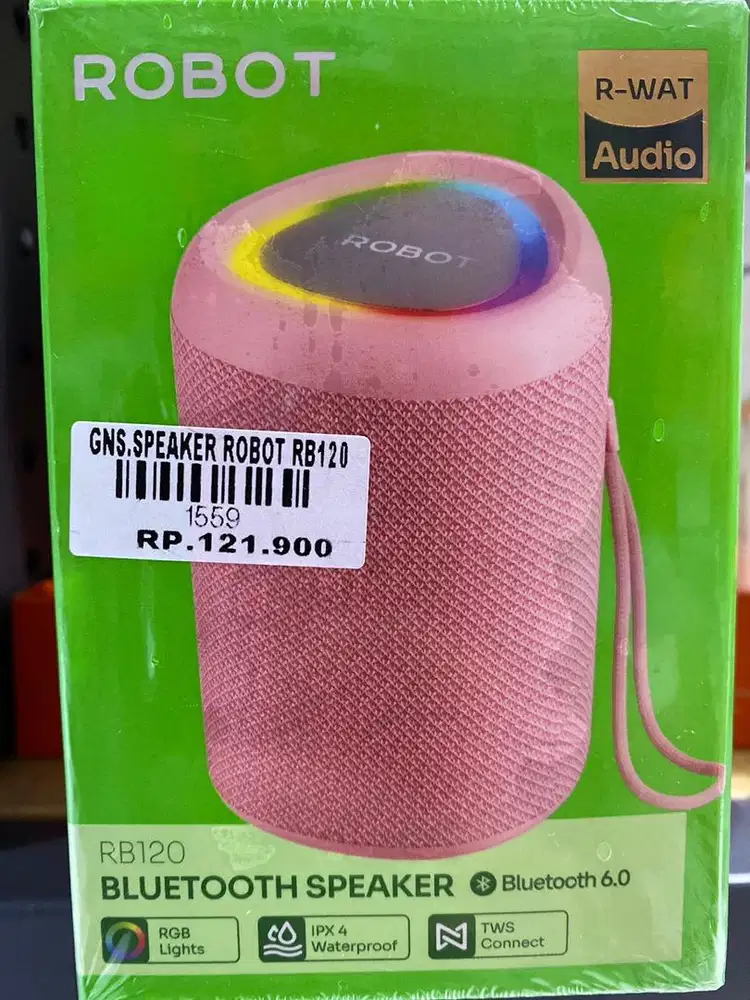 ROBOT
R-WAT
Audio
ROBOT
GNS.SPEAKER ROBOT RB120
1559
RP.121.900
RB120
BLUETOOTH SPEAKER Bluetooth 6.0
RGB
Lights
IPX 4
Waterproof
TWS
Connect